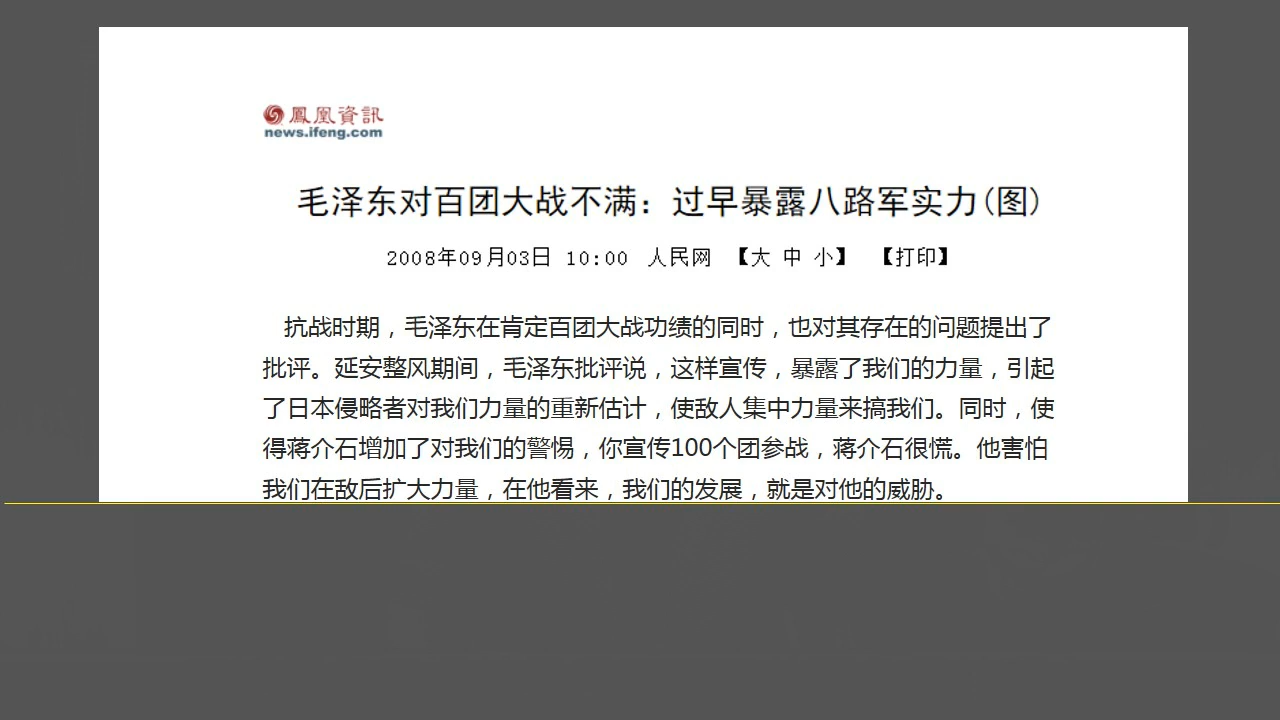 鳳凰資訊
news.ifeng.com
毛泽东对百团大战不满：过早暴露八路军实力(图)
2008年09月03日 10:00 人民网 【大 中 小】 【打印】
抗战时期，毛泽东在肯定百团大战功绩的同时，也对其存在的问题提出了
批评。延安整风期间，毛泽东批评说，这样宣传，暴露了我们的力量，引起
了日本侵略者对我们力量的重新估计，使敌人集中力量来搞我们。同时，使
得蒋介石增加了对我们的警惕，你宣传100个团参战，蒋介石很慌。他害怕
我们在敌后扩大力量，在他看来，我们的发展，就是对他的威胁。